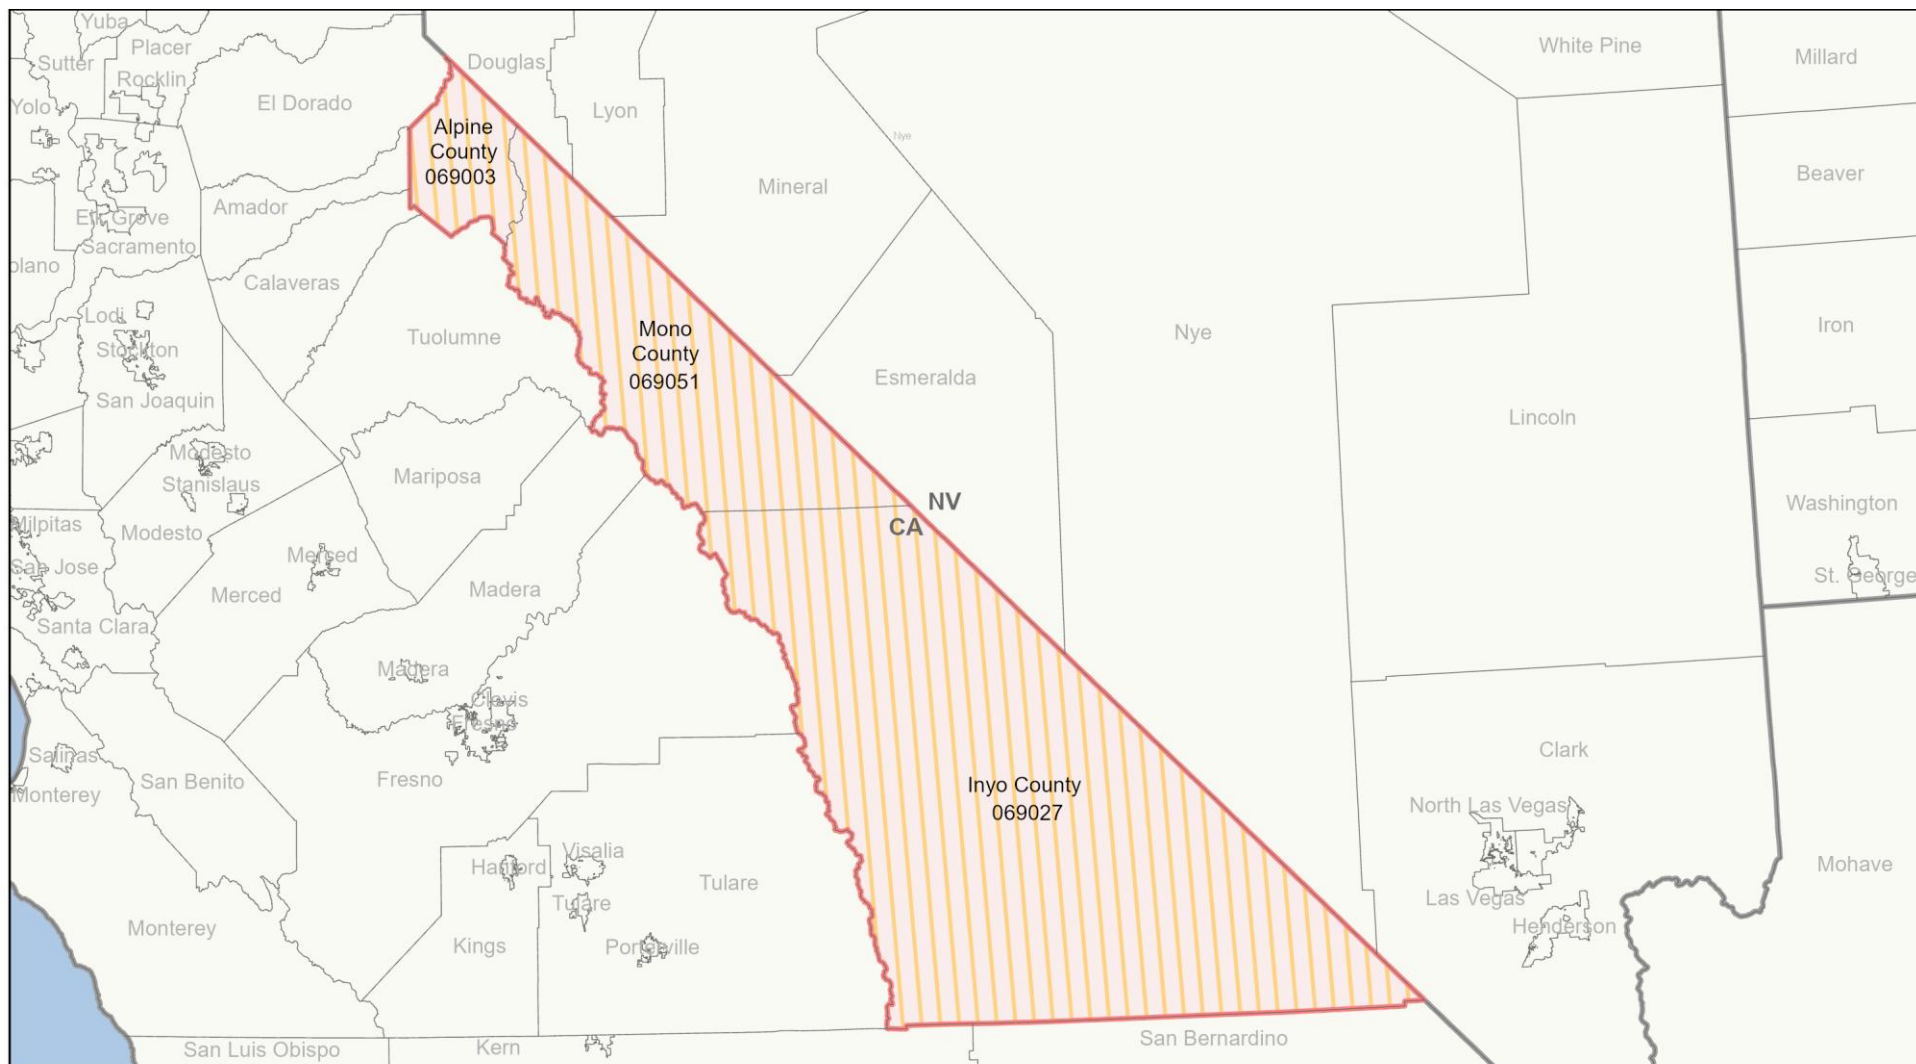 Yuba
Placer
Sutter
Rocklin
Yolo
El Dorado
Douglas
Lyon
White Pine
Millard
Alpine
County
069003
Nye
Mineral
Beaver
Amador
Elk Grove
Sacramento
olano
Calaveras
Lodi
Stockton
Tuolumne
Mono
County
069051
Nye
Iron
San Joaquin
Esmeralda
Lincoln
Modesto
Stanislaus
Mariposa
NV
CA
Washington
Milpitas
Modesto
San Jose
Merced
Merced
Madera
St. George
Santa Clara
Madera
Clovis
Fresno
Salinas
Monterey
San Benito
Fresno
Inyo County
069027
Clark
North Las Vegas
Hanford
Visalia
Tulare
Tulare
Mohave
Las Vegas
Henderson
Monterey
Kings
Porterville
San Luis Obispo
Kern
San Bernardino